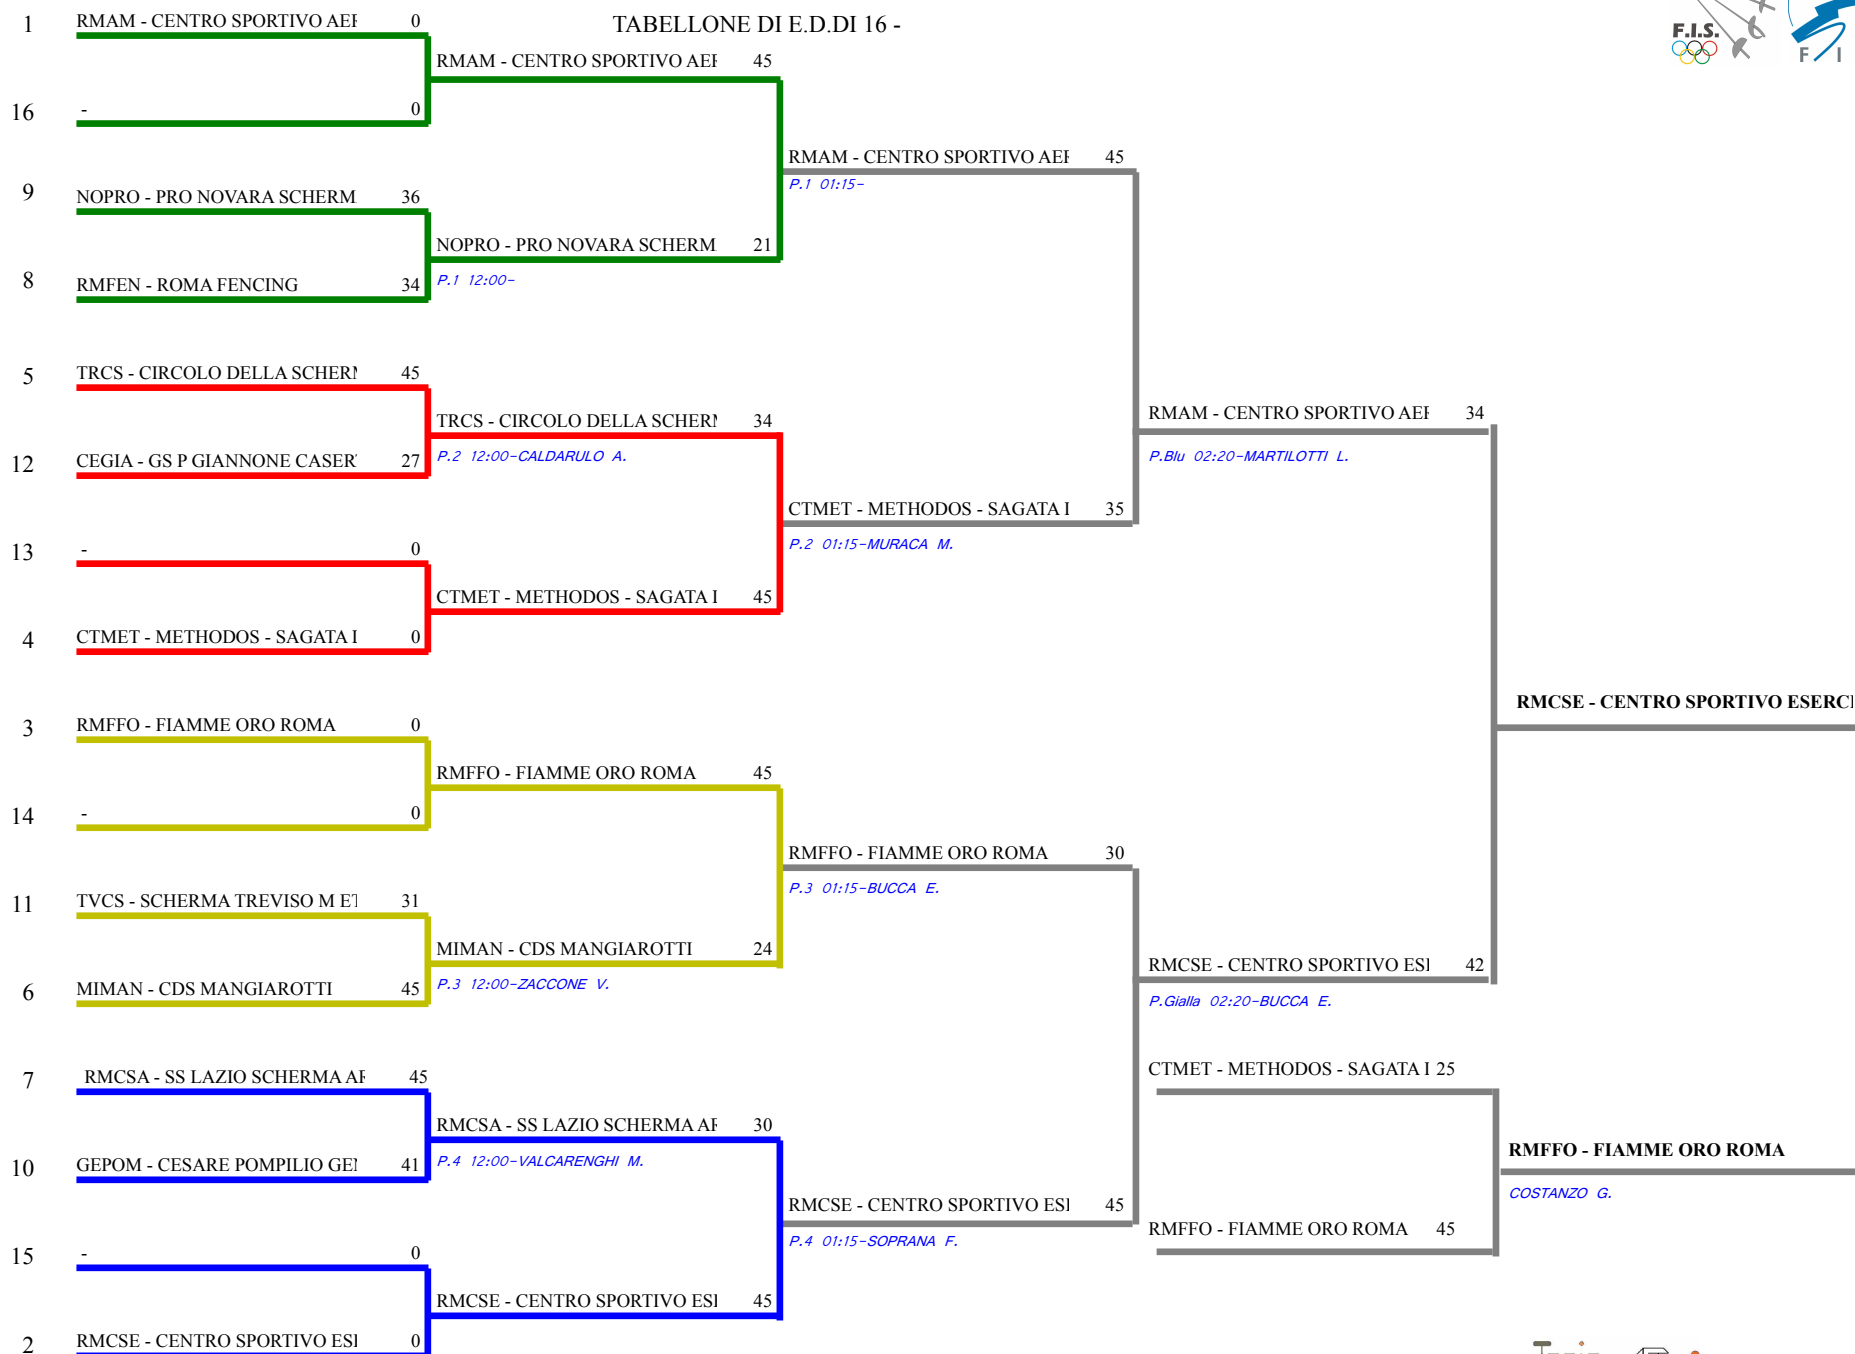 TABELLONE DI E.D.DI 16 -
F.I.S.
F I
1 RMAM - CENTRO SPORTIVO AEF 0
16 - 0
9 NOPRO - PRO NOVARA SCHERM 36
8 RMFEN - ROMA FENCING 34
5 TRCS - CIRCOLO DELLA SCHERM 45
12 CEGIA - GS P GIANNONE CASER 27
13 - 0
4 CTMET - METHODOS - SAGATA I 0
3 RMFFO - FIAMME ORO ROMA 0
14 - 0
11 TVCS - SCHERMA TREVISO M ET 31
6 MIMAN - CDS MANGIAROTTI 45
7 RMCSA - SS LAZIO SCHERMA AR 45
10 GEPOM - CESARE POMPILIO GEN 41
15 - 0
2 RMCSE - CENTRO SPORTIVO ESI 0
RMAM - CENTRO SPORTIVO AEF 45
NOPRO - PRO NOVARA SCHERM 21
P.1 12:00-
TRCS - CIRCOLO DELLA SCHERM 34
P.2 12:00-CALDARULO A.
CTMET - METHODOS - SAGATA I 45
RMFFO - FIAMME ORO ROMA 45
MIMAN - CDS MANGIAROTTI 24
P.3 12:00-ZACCONE V.
RMCSA - SS LAZIO SCHERMA AR 30
P.4 12:00-VALCARENGHI M.
RMCSE - CENTRO SPORTIVO ESI 45
RMAM - CENTRO SPORTIVO AEF 45
P.1 01:15-
CTMET - METHODOS - SAGATA I 35
P.2 01:15-MURACA M.
RMFFO - FIAMME ORO ROMA 30
P.3 01:15-BUCCA E.
RMCSE - CENTRO SPORTIVO ESI 45
P.4 01:15-SOPRANA F.
RMAM - CENTRO SPORTIVO AEF 34
P.Blu 02:20-MARTILOTTI L.
RMCSE - CENTRO SPORTIVO ESI 42
P.Gialla 02:20-BUCCA E.
CTMET - METHODOS - SAGATA I 25
RMFFO - FIAMME ORO ROMA 45
RMCSE - CENTRO SPORTIVO ESERCI
RMFFO - FIAMME ORO ROMA
COSTANZO G.